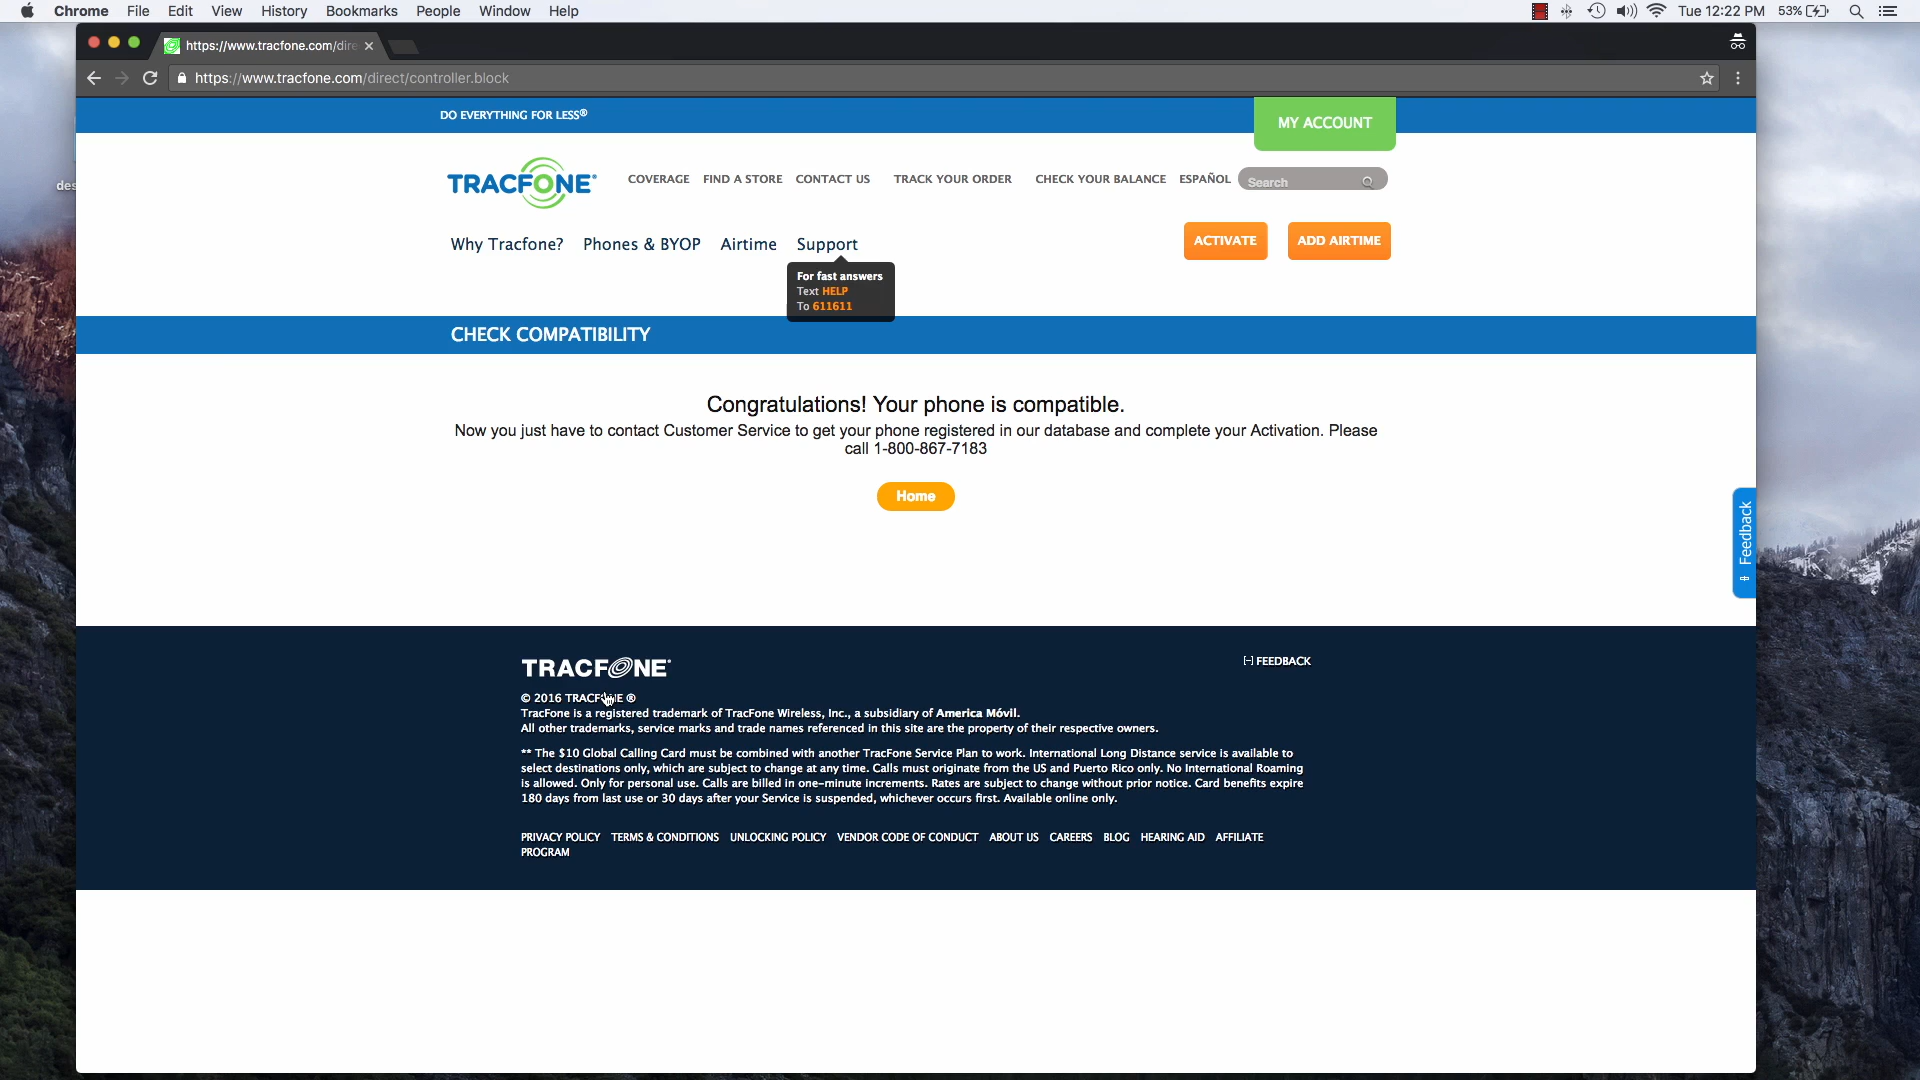 Chrome File Edit View History Bookmarks People Window Help Tue 12:22 PM 53%
https://www.tracfone.com/dire
https://www.tracfone.com/direct/controller.block
DO EVERYTHING FOR LESS®
MY ACCOUNT
TRACFONE
COVERAGE FIND A STORE CONTACT US TRACK YOUR ORDER CHECK YOUR BALANCE ESPAÑOL Search
Why Tracfone? Phones & BYOP Airtime Support ACTIVATE ADD AIRTIME
For fast answers
Text HELP
To 611611
des
CHECK COMPATIBILITY
Congratulations! Your phone is compatible.
Now you just have to contact Customer Service to get your phone registered in our database and complete your Activation. Please
call 1-800-867-7183
Home
Feedback
TRACFONE
[-] FEEDBACK
© 2016 TRACFONE ®
TracFone is a registered trademark of TracFone Wireless, Inc., a subsidiary of America Móvil.
All other trademarks, service marks and trade names referenced in this site are the property of their respective owners.
** The $10 Global Calling Card must be combined with another TracFone Service Plan to work. International Long Distance service is available to
select destinations only, which are subject to change at any time. Calls must originate from the US and Puerto Rico only. No International Roaming
is allowed. Only for personal use. Calls are billed in one-minute increments. Rates are subject to change without prior notice. Card benefits expire
180 days from last use or 30 days after your Service is suspended, whichever occurs first. Available online only.
PRIVACY POLICY TERMS & CONDITIONS UNLOCKING POLICY VENDOR CODE OF CONDUCT ABOUT US CAREERS BLOG HEARING AID AFFILIATE
PROGRAM